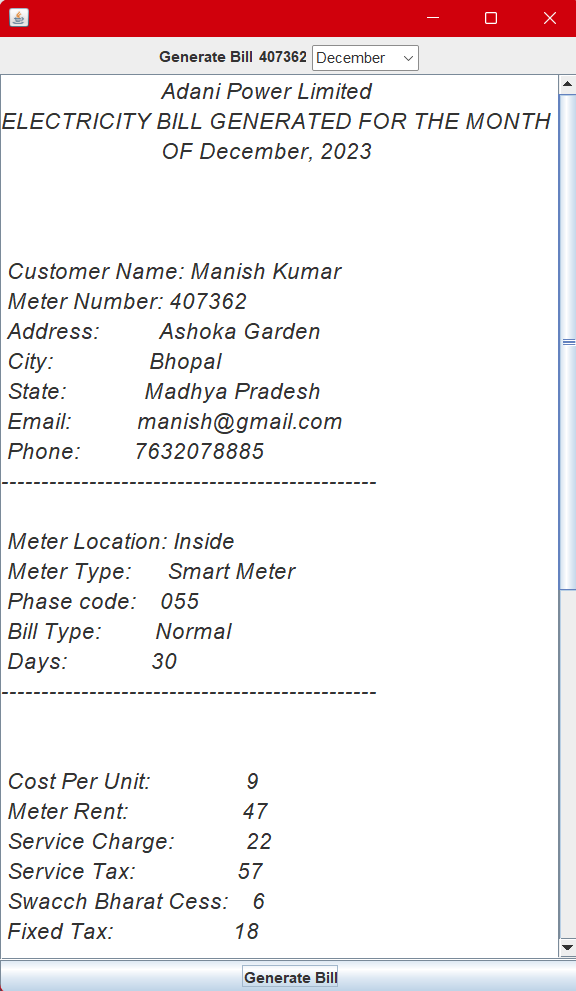 Generate Bill 407362 December
Adani Power Limited
ELECTRICITY BILL GENERATED FOR THE MONTH
OF December, 2023
Customer Name: Manish Kumar
Meter Number: 407362
Address: Ashoka Garden
City: Bhopal
State: Madhya Pradesh
Email: manish@gmail.com
Phone: 7632078885
-----------------------------------------------
Meter Location: Inside
Meter Type: Smart Meter
Phase code: 055
Bill Type: Normal
Days: 30
-----------------------------------------------
Cost Per Unit: 9
Meter Rent: 47
Service Charge: 22
Service Tax: 57
Swacch Bharat Cess: 6
Fixed Tax: 18
Generate Bill